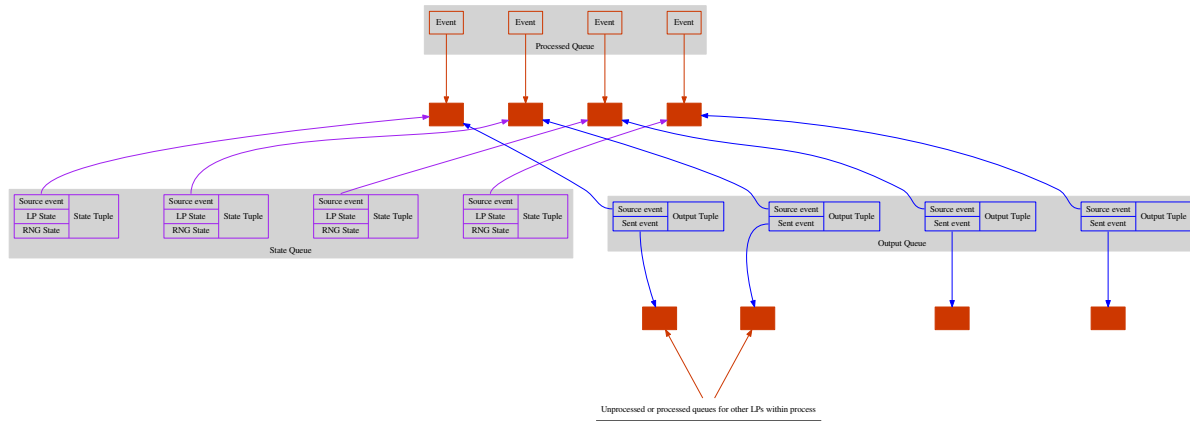 Event
Event
Event
Event
Processed Queue
Source event
LP State
RNG State
State Tuple
Source event
LP State
RNG State
State Tuple
Source event
LP State
RNG State
State Tuple
Source event
LP State
RNG State
State Tuple
State Queue
Source event
Sent event
Output Tuple
Source event
Sent event
Output Tuple
Source event
Sent event
Output Tuple
Source event
Sent event
Output Tuple
Output Queue
Unprocessed or processed queues for other LPs within process